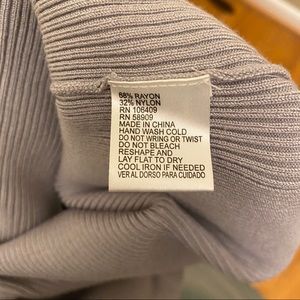 68% RAYON
32% NYLON
RN 106409
RN 58909
MADE IN CHINA
HAND WASH COLD
DO NOT WRING OR TWIST
DO NOT BLEACH
RESHAPE AND
LAY FLAT TO DRY
COOL IRON IF NEEDED
VER AL DORSO PARA CUIDADO